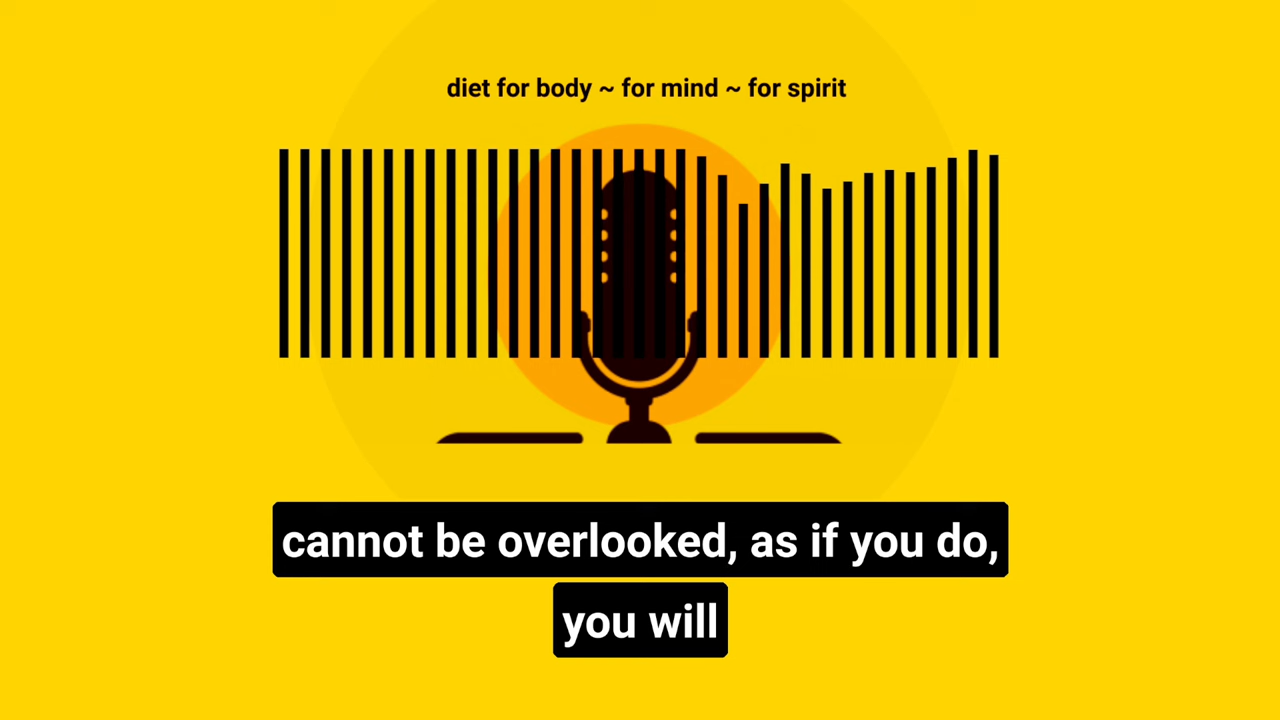 diet for body ~ for mind ~ for spirit
cannot be overlooked, as if you do,
you will